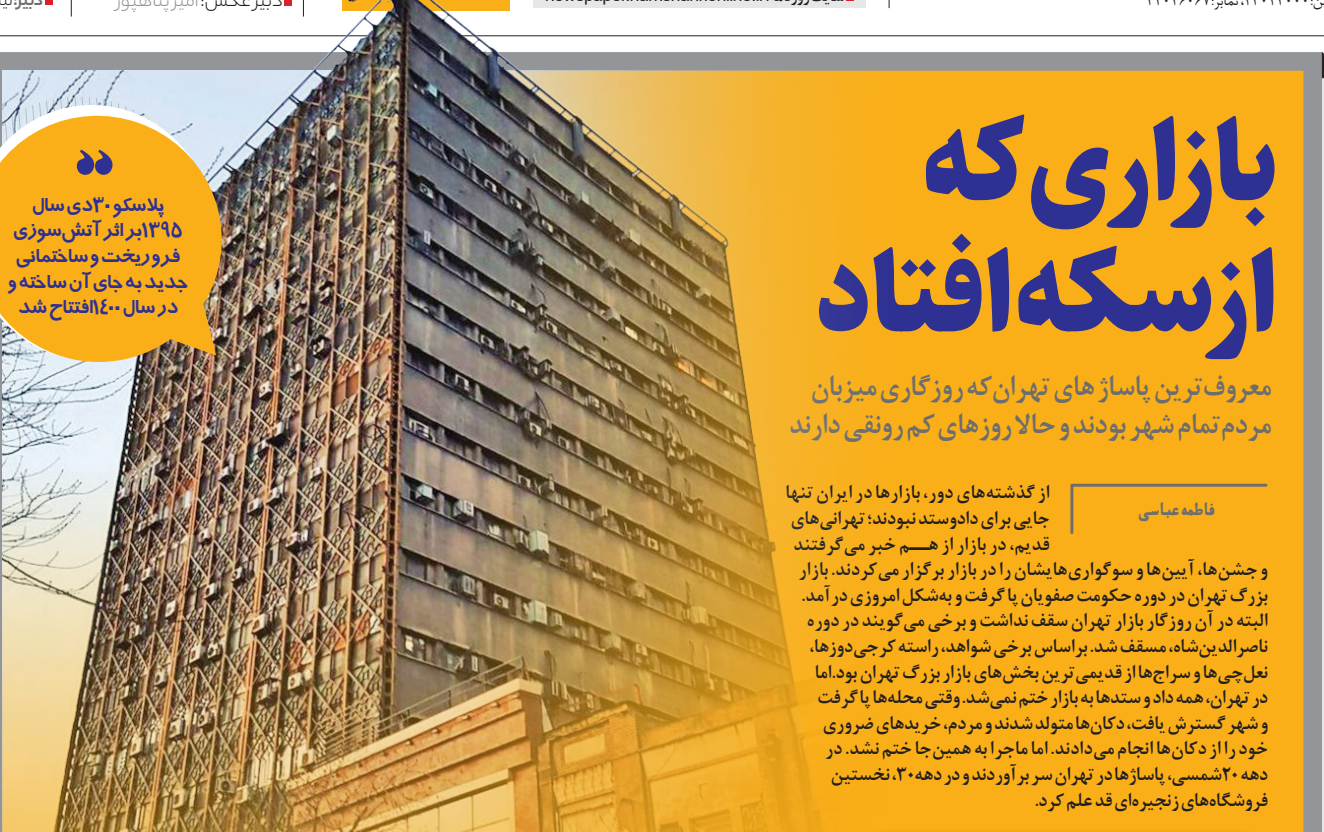 دبیر عکس: امیر پناهپور
بازاری که
از سکه افتاد
معروف‌ترین پاساژهای تهران که روزگاری میزبان
مردم تمام شهر بودند و حالا روزهای کم رونقی دارند
فاطمه عباسی
از گذشته‌های دور، بازارها در ایران تنها
جایی برای دادوستد نبودند؛ تهرانی‌های
قدیم، در بازار از هم خبر می‌گرفتند
و جشن‌ها، آیین‌ها و سوگواری‌هایشان را در بازار برگزار می‌کردند. بازار
بزرگ تهران در دوره حکومت صفویان پا گرفت و به‌شکل امروزی درآمد.
البته در آن روزگار بازار تهران سقف نداشت و برخی می‌گویند در دوره
ناصرالدین‌شاه، مسقف شد. براساس برخی شواهد، راسته کرجی‌دوزها،
نعل‌چی‌ها و سراج‌ها از قدیمی‌ترین بخش‌های بازار بزرگ تهران بود.اما
در تهران، همه داد و ستدها به بازار ختم نمی‌شد. وقتی محله‌ها پا گرفت
و شهر گسترش یافت، دکان‌ها متولد شدند و مردم، خریدهای ضروری
خود را از دکان‌ها انجام می‌دادند. اما ماجرا به همین جا ختم نشد. در
دهه ۲۰شمسی، پاساژها در تهران سر برآوردند و در دهه ۳۰، نخستین
فروشگاه‌های زنجیره‌ای قد علم کرد.
پلاسکو ۳۰دی سال
۱۳۹۵بر اثر آتش‌سوزی
فروریخت و ساختمانی
جدید به جای آن ساخته و
در سال ۱۴۰۰افتتاح شد